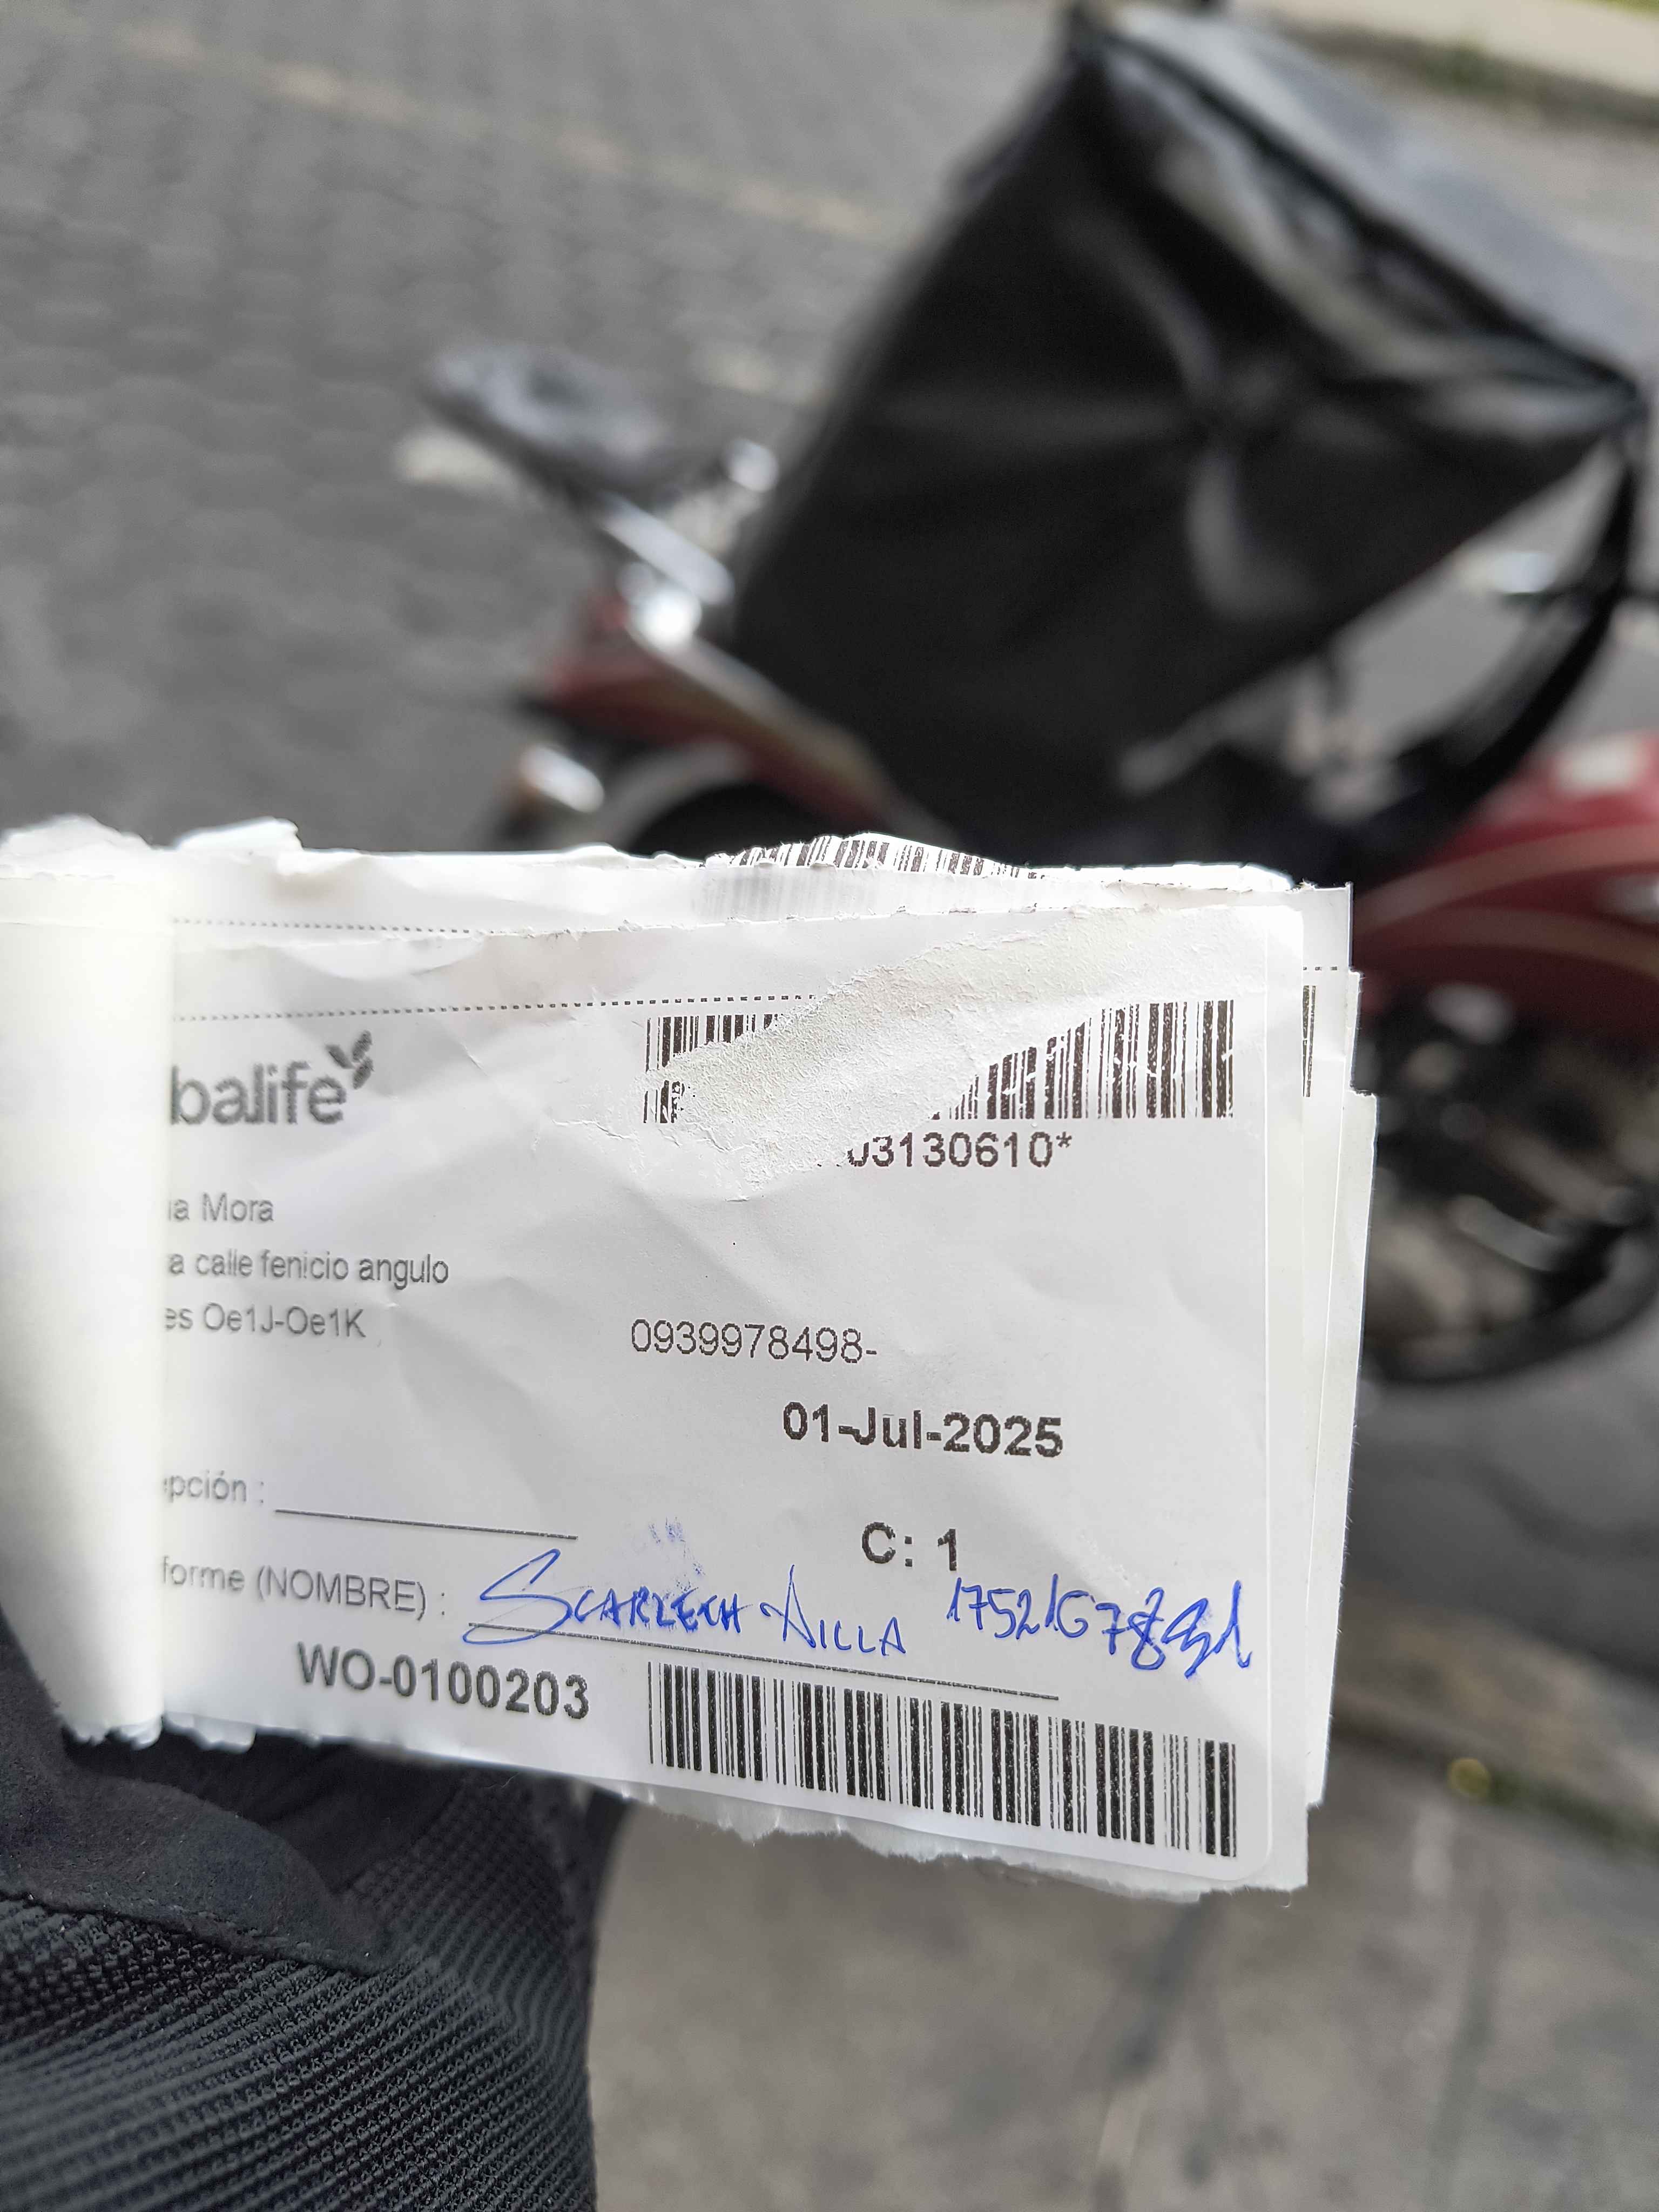 balife
03130610*
a Mora
a calle fenicio angulo
es Oe1J-Oe1K
0939978498-
01-Jul-2025
pción :
C: 1
forme (NOMBRE) : SCARLETH
WO-0100203